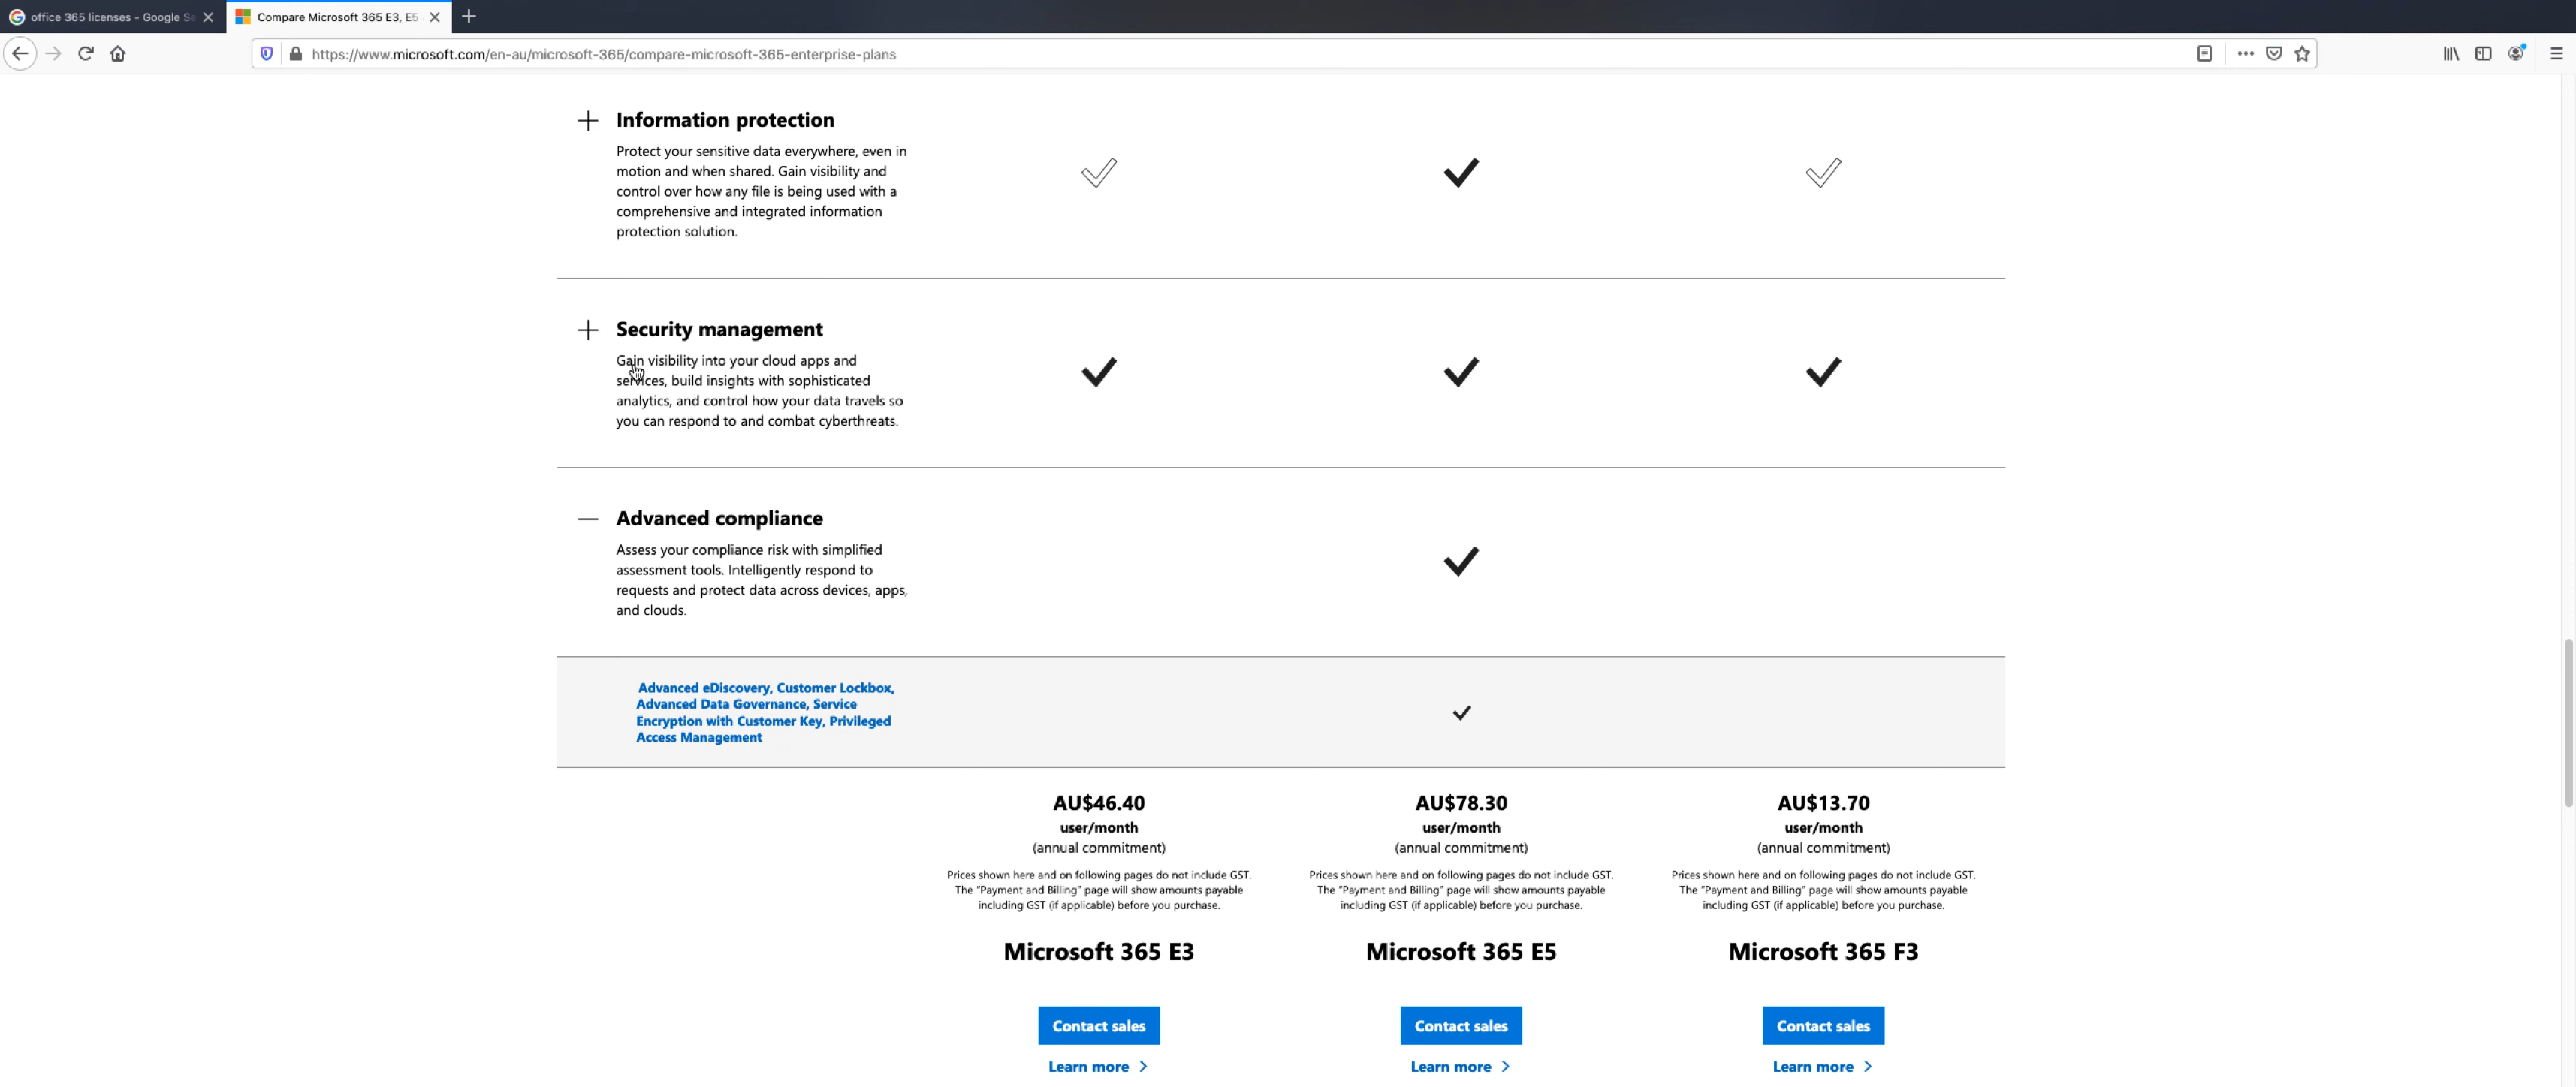 office 365 licenses - Google Se
Compare Microsoft 365 E3, E5
https://www.microsoft.com/en-au/microsoft-365/compare-microsoft-365-enterprise-plans
Information protection
Protect your sensitive data everywhere, even in
motion and when shared. Gain visibility and
control over how any file is being used with a
comprehensive and integrated information
protection solution.
Security management
Gain visibility into your cloud apps and
services, build insights with sophisticated
analytics, and control how your data travels so
you can respond to and combat cyberthreats.
Advanced compliance
Assess your compliance risk with simplified
assessment tools. Intelligently respond to
requests and protect data across devices, apps,
and clouds.
Advanced eDiscovery, Customer Lockbox,
Advanced Data Governance, Service
Encryption with Customer Key, Privileged
Access Management
AU$46.40
user/month
(annual commitment)
Prices shown here and on following pages do not include GST.
The "Payment and Billing" page will show amounts payable
including GST (if applicable) before you purchase.
Microsoft 365 E3
Contact sales
Learn more
AU$78.30
user/month
(annual commitment)
Prices shown here and on following pages do not include GST.
The "Payment and Billing" page will show amounts payable
including GST (if applicable) before you purchase.
Microsoft 365 E5
Contact sales
Learn more
AU$13.70
user/month
(annual commitment)
Prices shown here and on following pages do not include GST.
The "Payment and Billing" page will show amounts payable
including GST (if applicable) before you purchase.
Microsoft 365 F3
Contact sales
Learn more